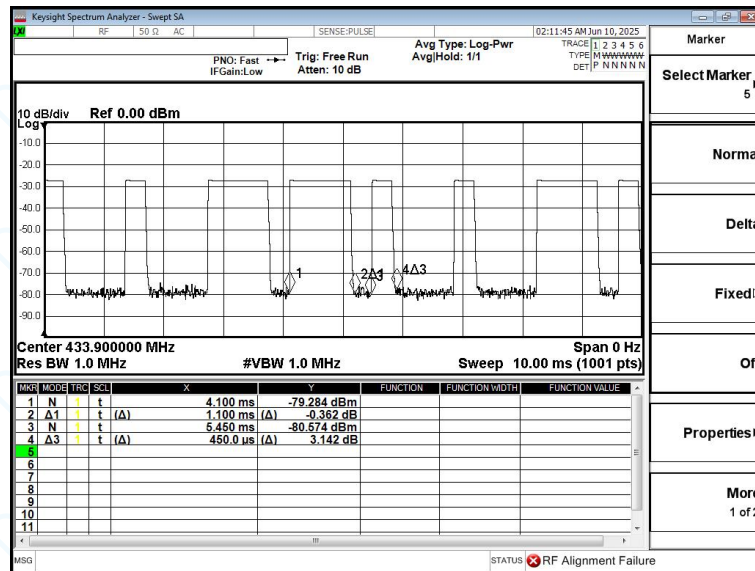 Keysight Spectrum Analyzer - Swept SA
LXI RF 50 Ω AC SENSE:PULSE 02:11:45 AM Jun 10, 2025
PNO: Fast
IFGain:Low
Trig: Free Run
Atten: 10 dB
Avg Type: Log-Pwr
Avg|Hold: 1/1
TRACE 1 2 3 4 5 6
TYPE M WWWWW
DET P N N N N N
10 dB/div Ref 0.00 dBm
Log
-10.0
-20.0
-30.0
-40.0
-50.0
-60.0
-70.0
-80.0
-90.0
1
4Δ3
Center 433.900000 MHz Span 0 Hz
Res BW 1.0 MHz #VBW 1.0 MHz Sweep 10.00 ms (1001 pts)
MKR MODE TRC SCL X Y FUNCTION FUNCTION WIDTH FUNCTION VALUE
1 N 1 t 4.100 ms -79.284 dBm
2 Δ1 1 t (Δ) 1.100 ms (Δ) -0.362 dB
3 N 1 t 5.450 ms -80.574 dBm
4 Δ3 1 t (Δ) 450.0 µs (Δ) 3.142 dB
5
6
7
8
9
10
11
MSG STATUS RF Alignment Failure
Marker
Select Marker
5
Norma
Delta
Fixed
Of
Properties
More
1 of 2